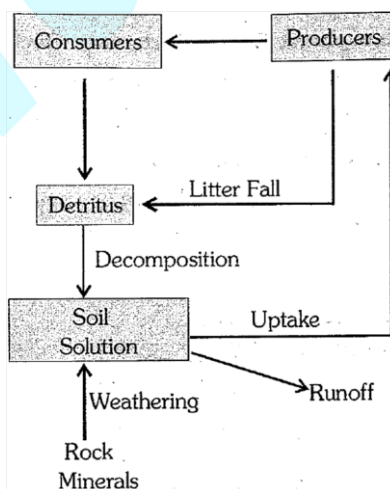 Consumers
Producers
Litter Fall
Detritus
Decomposition
Soil
Solution
Uptake
Runoff
Weathering
Rock
Minerals